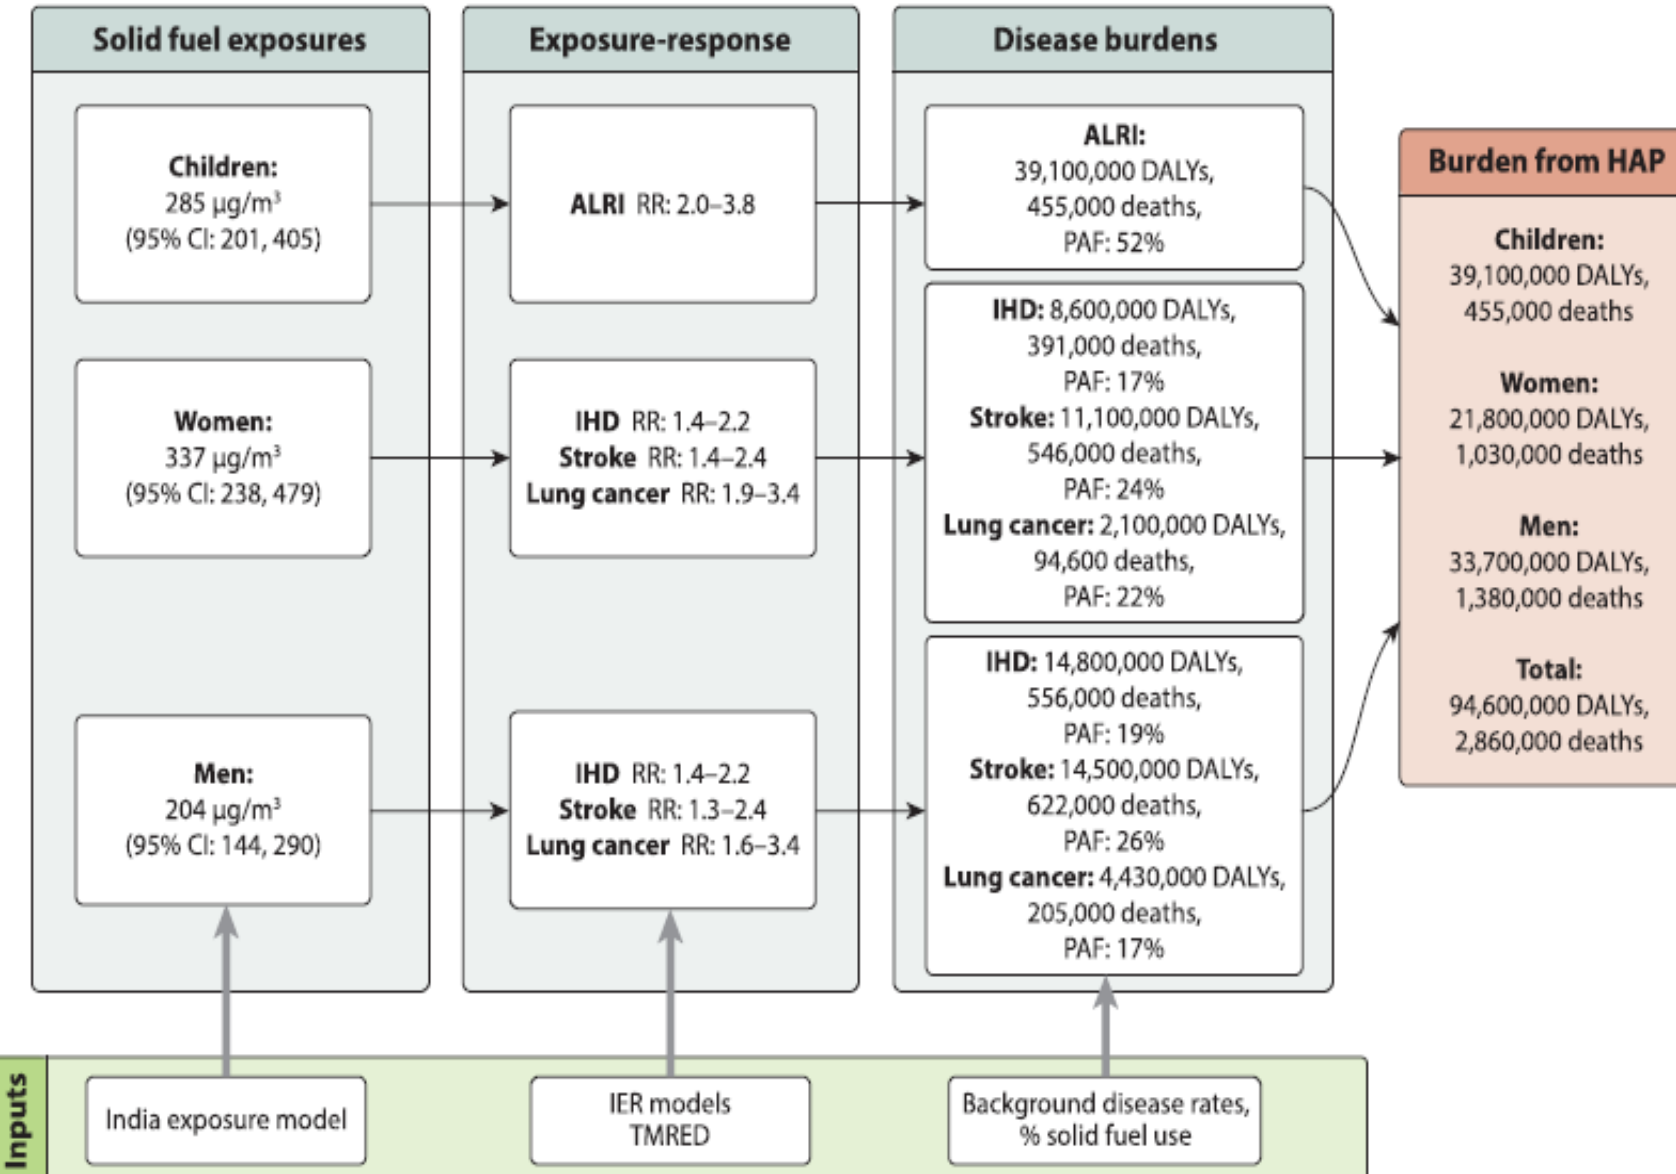 Solid fuel exposures
Children:
285 µg/m³
(95% CI: 201, 405)
Women:
337 µg/m³
(95% CI: 238, 479)
Men:
204 µg/m³
(95% CI: 144, 290)
Exposure-response
ALRI RR: 2.0–3.8
IHD RR: 1.4–2.2
Stroke RR: 1.4–2.4
Lung cancer RR: 1.9–3.4
IHD RR: 1.4–2.2
Stroke RR: 1.3–2.4
Lung cancer RR: 1.6–3.4
Disease burdens
ALRI:
39,100,000 DALYs,
455,000 deaths,
PAF: 52%
IHD: 8,600,000 DALYs,
391,000 deaths,
PAF: 17%
Stroke: 11,100,000 DALYs,
546,000 deaths,
PAF: 24%
Lung cancer: 2,100,000 DALYs,
94,600 deaths,
PAF: 22%
IHD: 14,800,000 DALYs,
556,000 deaths,
PAF: 19%
Stroke: 14,500,000 DALYs,
622,000 deaths,
PAF: 26%
Lung cancer: 4,430,000 DALYs,
205,000 deaths,
PAF: 17%
Burden from HAP
Children:
39,100,000 DALYs,
455,000 deaths
Women:
21,800,000 DALYs,
1,030,000 deaths
Men:
33,700,000 DALYs,
1,380,000 deaths
Total:
94,600,000 DALYs,
2,860,000 deaths
Inputs
India exposure model
IER models
TMRED
Background disease rates,
% solid fuel use